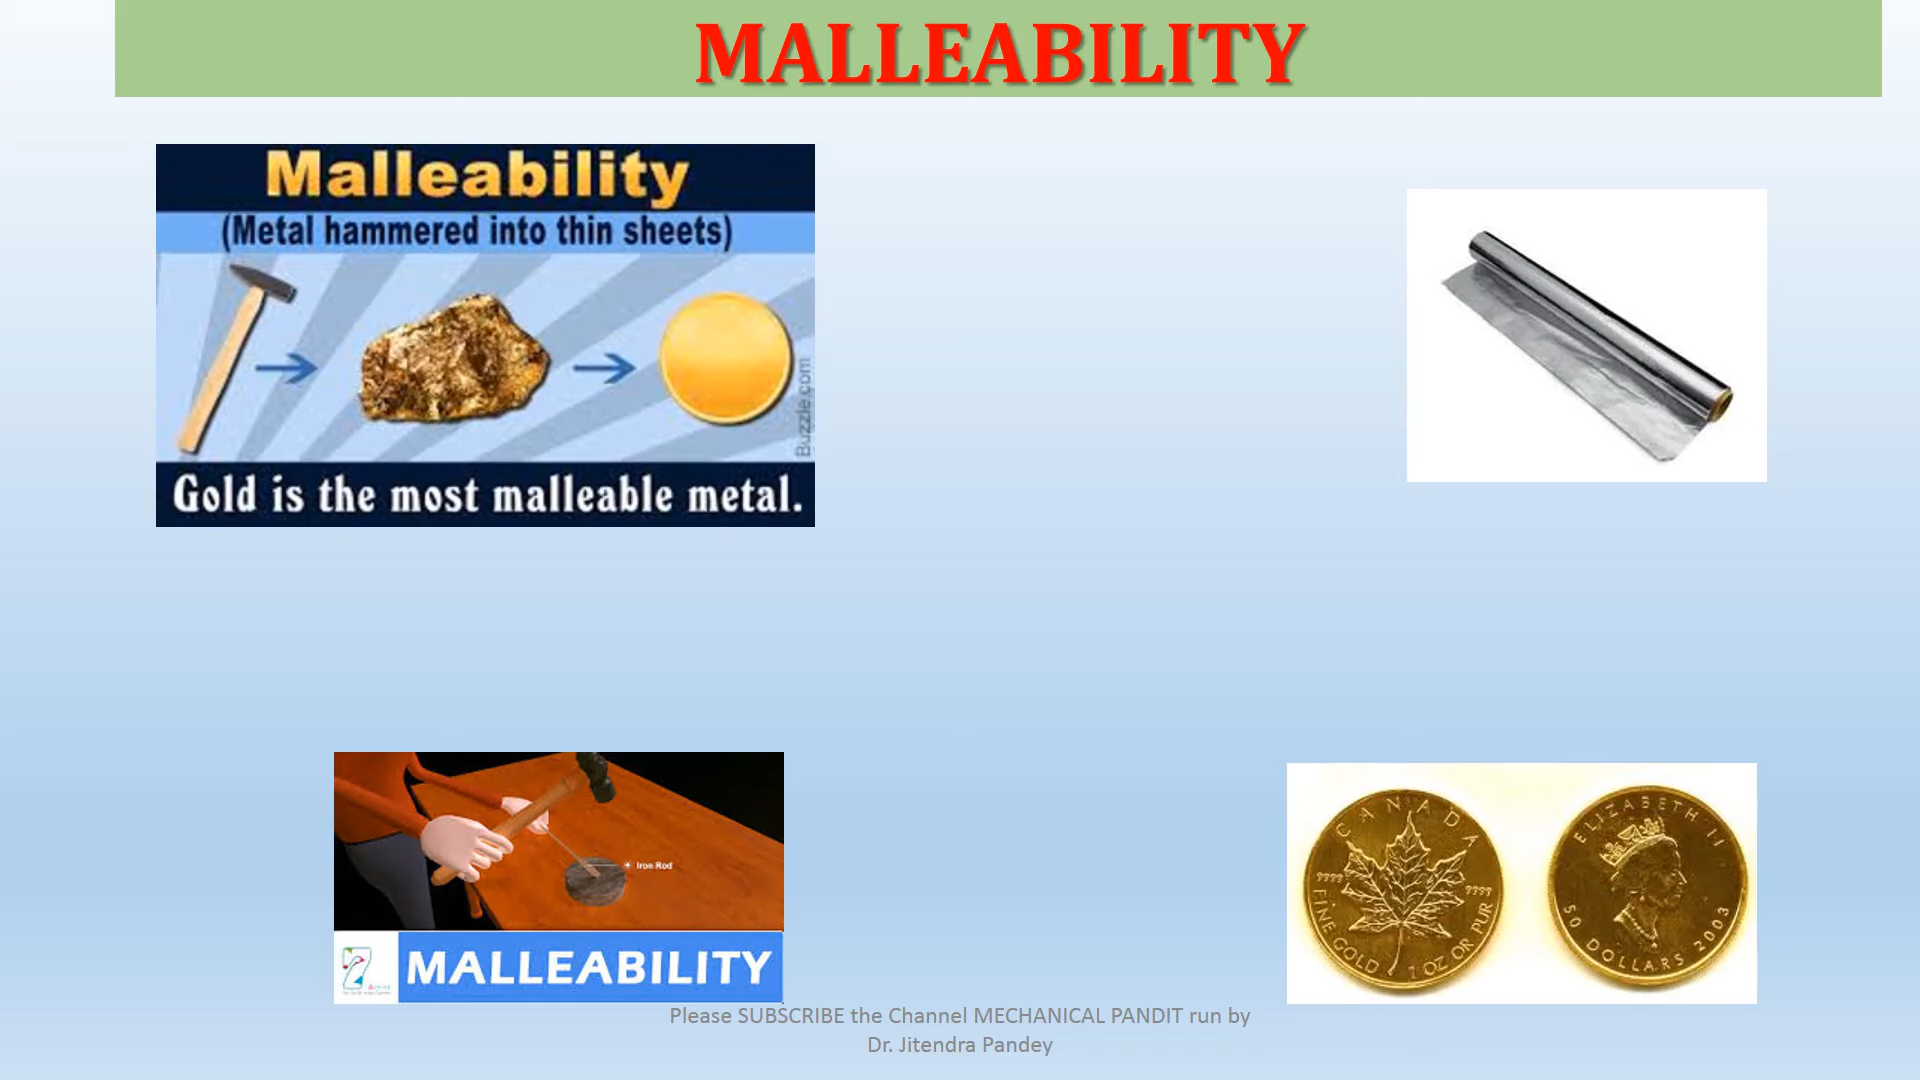 MALLEABILITY
Malleability
(Metal hammered into thin sheets)
Buzzle.com
Gold is the most malleable metal.
Iron Rod
MALLEABILITY
CANADA
9999 9999
FINE GOLD 1 OZ OR PUR
ELIZABETH II
50 DOLLARS 2003
Please SUBSCRIBE the Channel MECHANICAL PANDIT run by
Dr. Jitendra Pandey